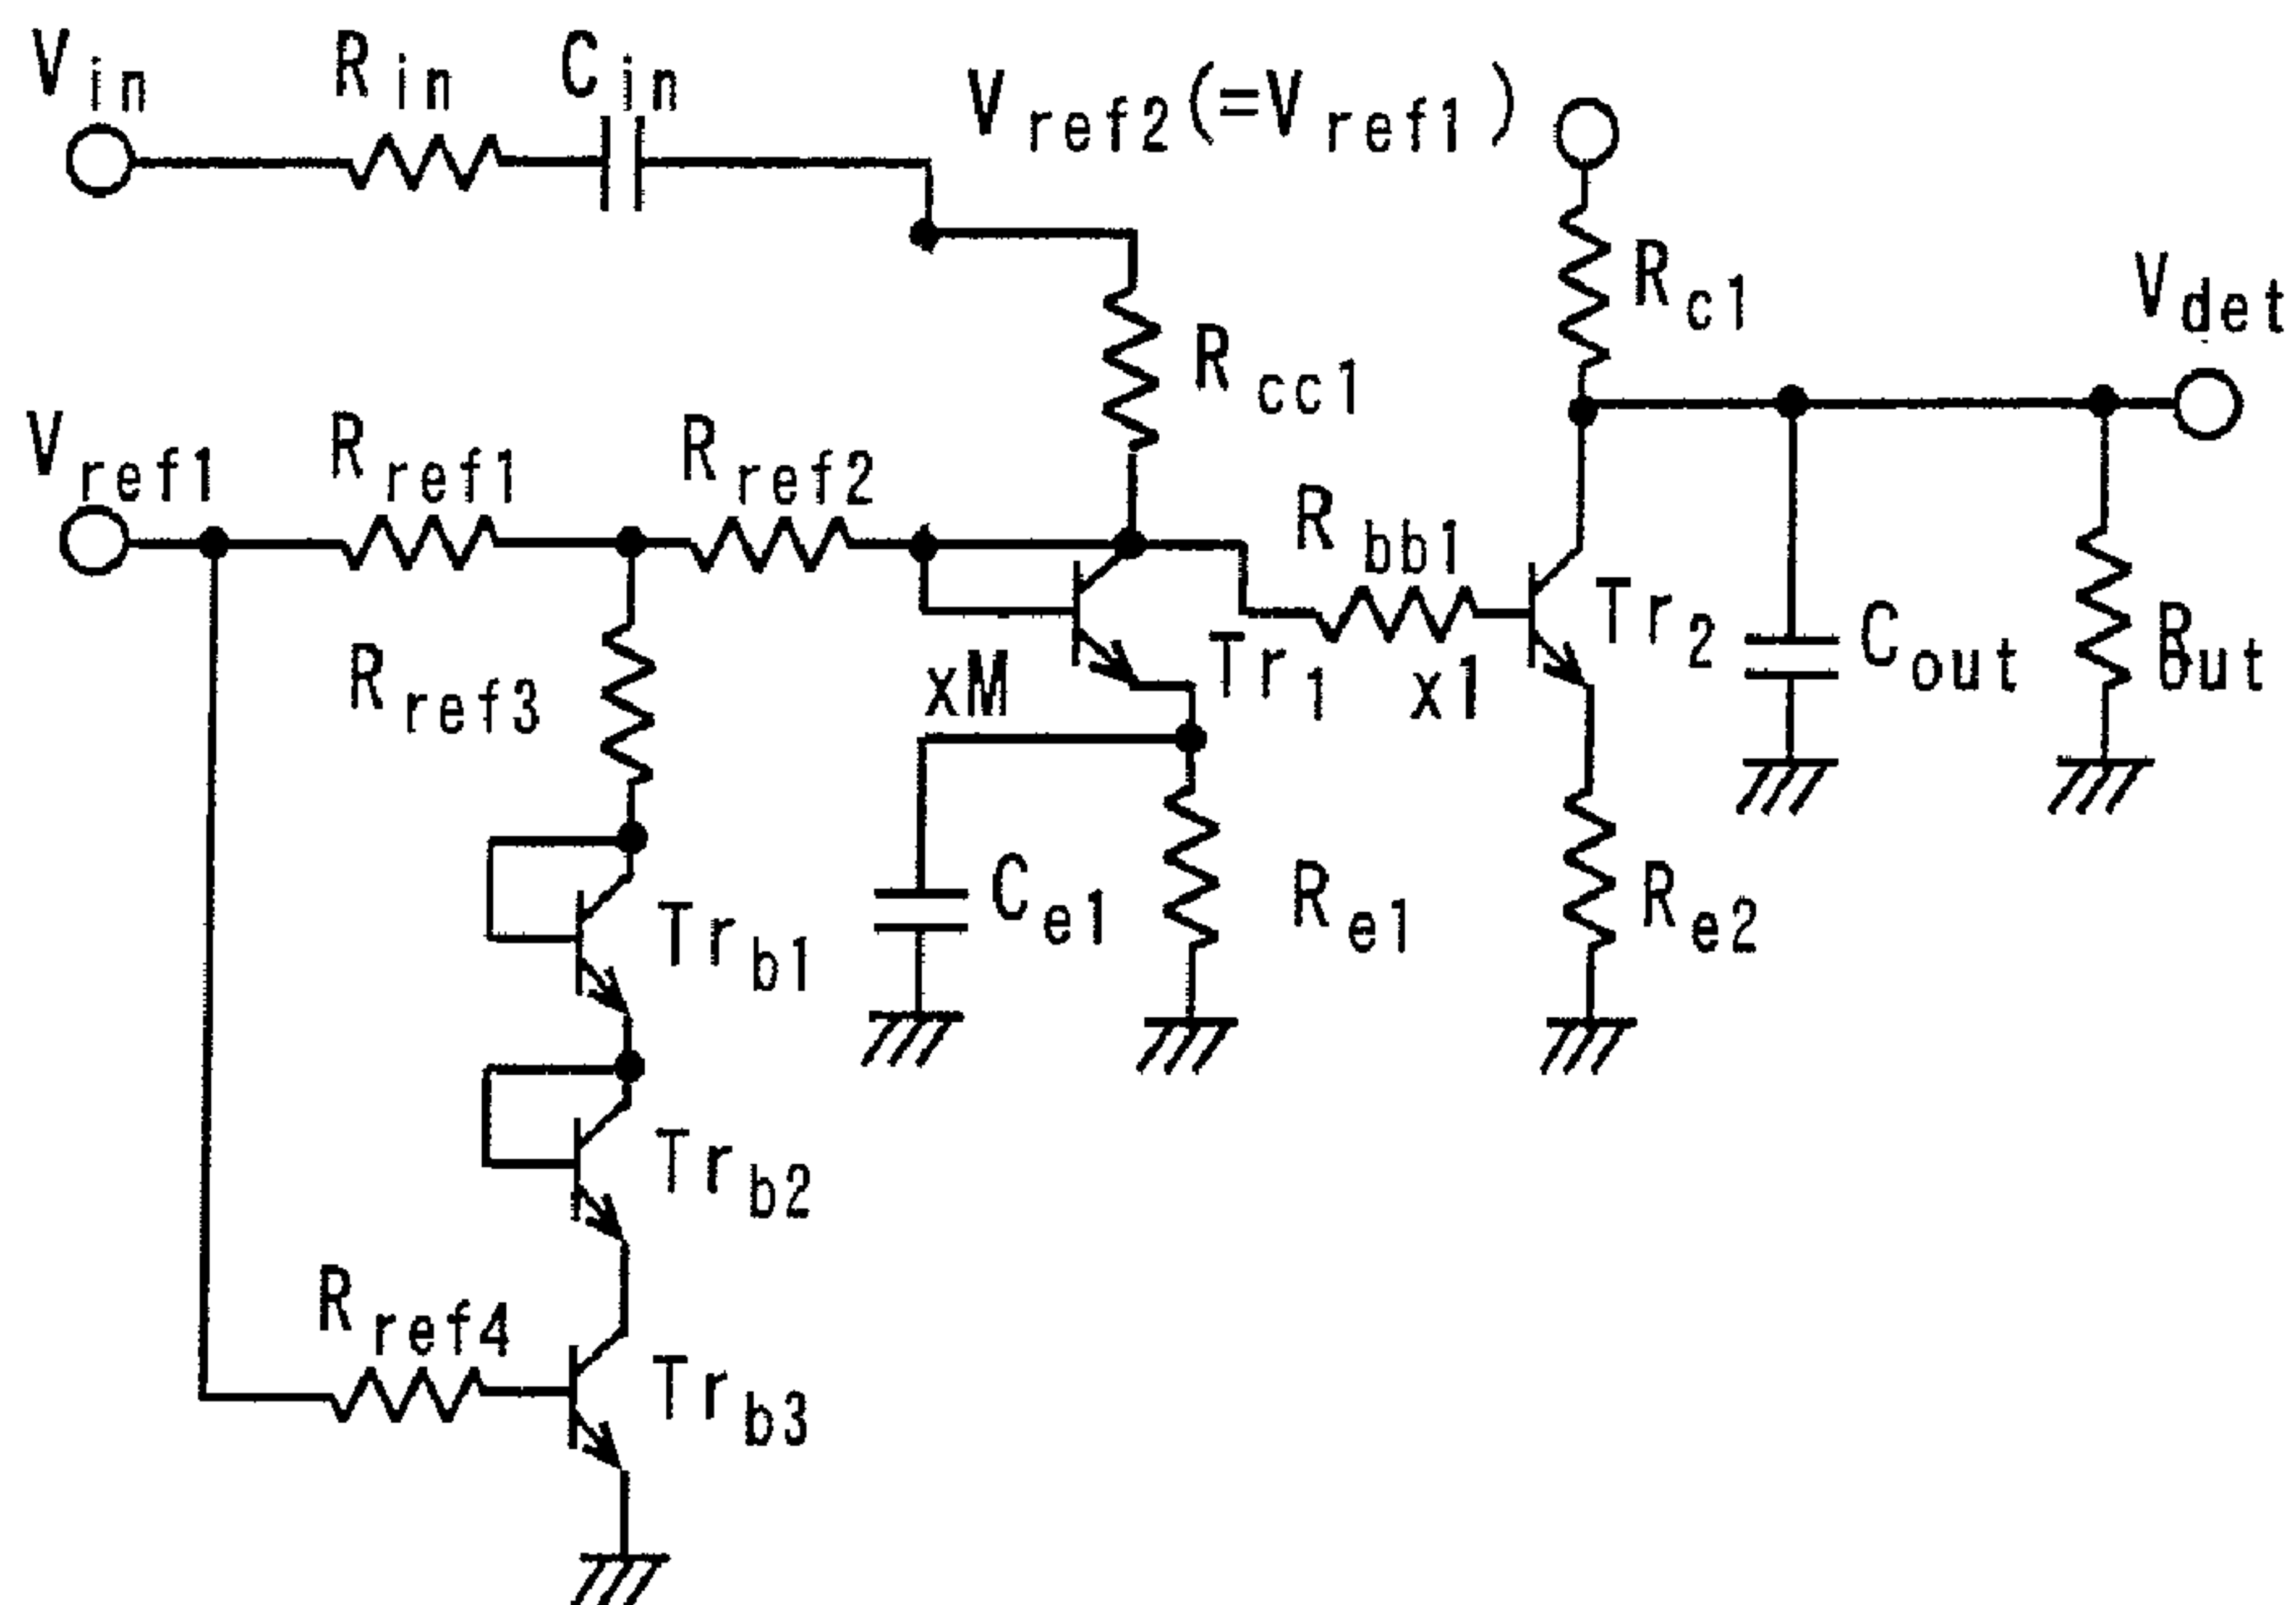 Vin
Rin
Cin
Vref2(=Vref1)
Rc1
Vdet
Rcc1
Vref1
Rref1
Rref2
Rbb1
Tr2
Cout
Rout
Rref3
xM
Tr1
x1
Ce1
Re1
Re2
Trb1
Trb2
Rref4
Trb3